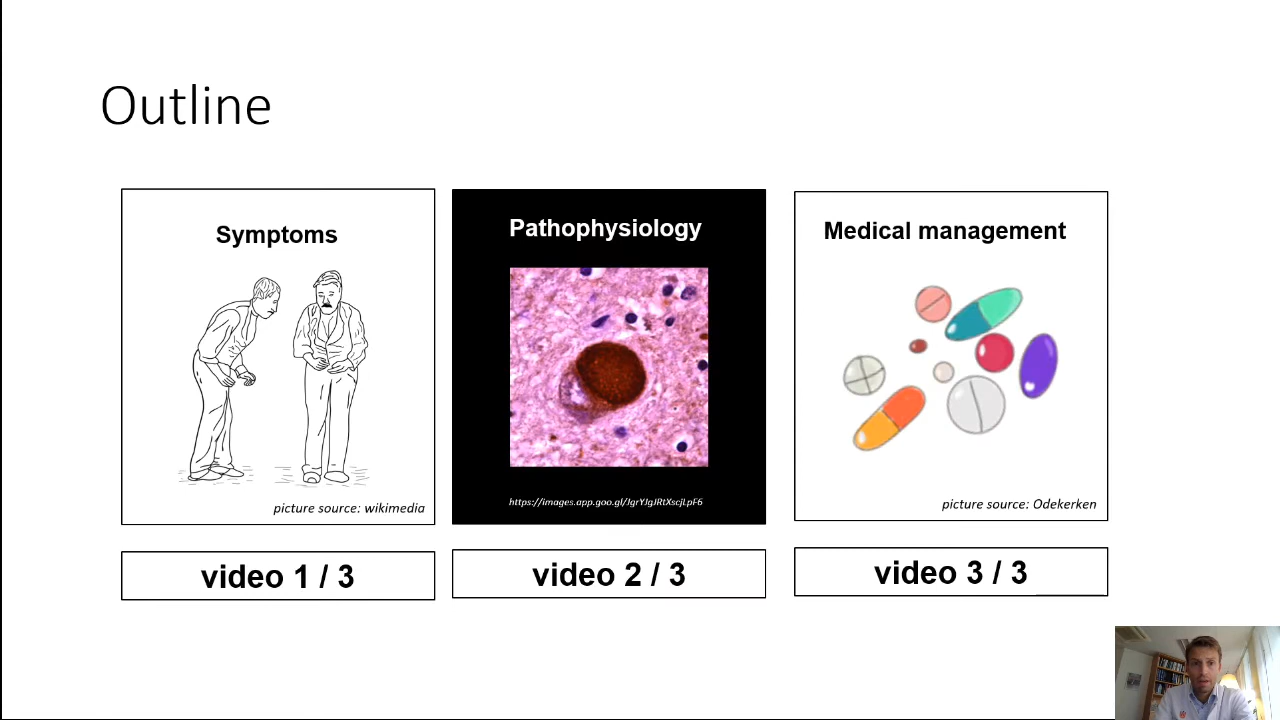 Outline
Symptoms
picture source: wikimedia
video 1 / 3
Pathophysiology
https://images.app.goo.gl/JgrYJgJRtXscjLpF6
video 2 / 3
Medical management
picture source: Odekerken
video 3 / 3